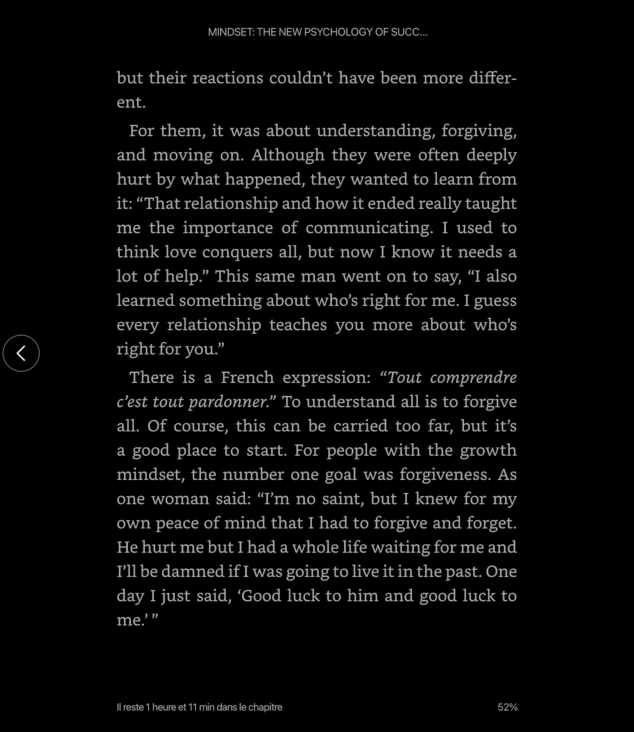 MINDSET: THE NEW PSYCHOLOGY OF SUCC...
but their reactions couldn’t have been more differ-
ent.
For them, it was about understanding, forgiving,
and moving on. Although they were often deeply
hurt by what happened, they wanted to learn from
it: “That relationship and how it ended really taught
me the importance of communicating. I used to
think love conquers all, but now I know it needs a
lot of help.” This same man went on to say, “I also
learned something about who’s right for me. I guess
every relationship teaches you more about who’s
right for you.”
There is a French expression: “Tout comprendre
c’est tout pardonner.” To understand all is to forgive
all. Of course, this can be carried too far, but it’s
a good place to start. For people with the growth
mindset, the number one goal was forgiveness. As
one woman said: “I’m no saint, but I knew for my
own peace of mind that I had to forgive and forget.
He hurt me but I had a whole life waiting for me and
I’ll be damned if I was going to live it in the past. One
day I just said, ‘Good luck to him and good luck to
me.’ ”
Il reste 1 heure et 11 min dans le chapitre
52%